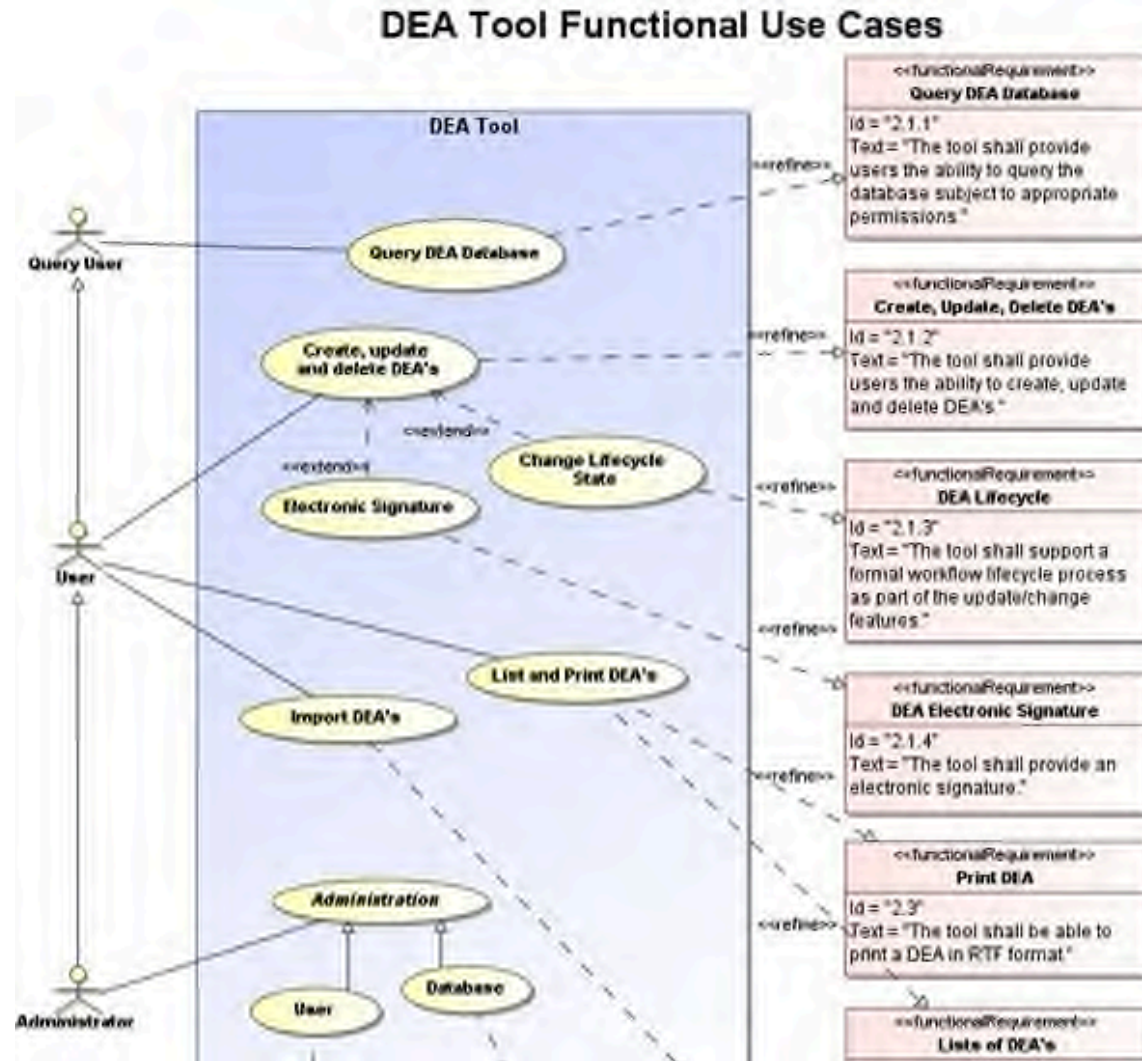 DEA Tool Functional Use Cases
DEA Tool
Query User
User
Administrator
Query DEA Database
Create, update
and delete DEA's
<<extend>>
<<extend>>
Change Lifecycle
State
Electronic Signature
List and Print DEA's
Import DEA's
Administration
Database
User
<<refine>>
<<refine>>
<<refine>>
<<refine>>
<<refine>>
<<refine>>
<<functionalRequirement>>
Query DEA Database
Id = "2.1.1"
Text = "The tool shall provide
users the ability to query the
database subject to appropriate
permissions."
<<functionalRequirement>>
Create, Update, Delete DEA's
Id = "2.1.2"
Text = "The tool shall provide
users the ability to create, update
and delete DEA's."
<<functionalRequirement>>
DEA Lifecycle
Id = "2.1.3"
Text = "The tool shall support a
formal workflow lifecycle process
as part of the update/change
features."
<<functionalRequirement>>
DEA Electronic Signature
Id = "2.1.4"
Text = "The tool shall provide an
electronic signature."
<<functionalRequirement>>
Print DEA
Id = "2.3"
Text = "The tool shall be able to
print a DEA in RTF format"
<<functionalRequirement>>
Lists of DEA's